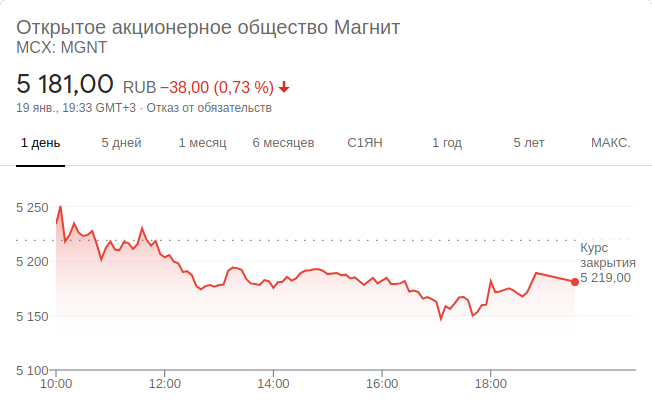 Открытое акционерное общество Магнит
MCX: MGNT
5 181,00 RUB −38,00 (0,73 %)
19 янв., 19:33 GMT+3 · Отказ от обязательств
1 день 5 дней 1 месяц 6 месяцев С1ЯН 1 год 5 лет МАКС.
5 250
5 200
5 150
5 100
Курс
закрытия
5 219,00
10:00 12:00 14:00 16:00 18:00